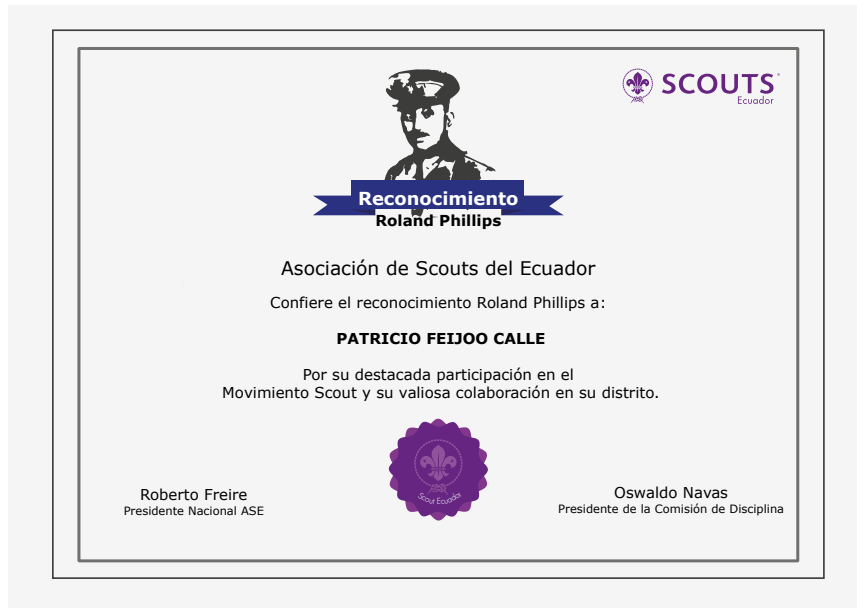 SCOUTS
Ecuador
Reconocimiento
Roland Phillips
Asociación de Scouts del Ecuador
Confiere el reconocimiento Roland Phillips a:
PATRICIO FEIJOO CALLE
Por su destacada participación en el
Movimiento Scout y su valiosa colaboración en su distrito.
Scout Ecuador
Roberto Freire
Presidente Nacional ASE
Oswaldo Navas
Presidente de la Comisión de Disciplina